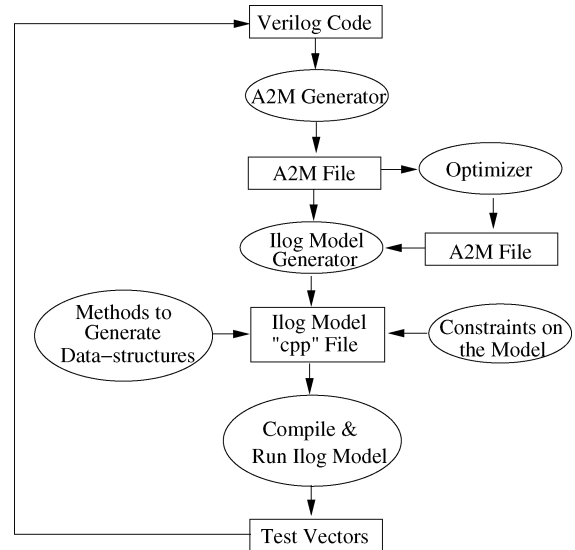 Verilog Code
A2M Generator
A2M File
Optimizer
Ilog Model
Generator
A2M File
Methods to
Generate
Data−structures
Ilog Model
"cpp" File
Constraints on
the Model
Compile &
Run Ilog Model
Test Vectors